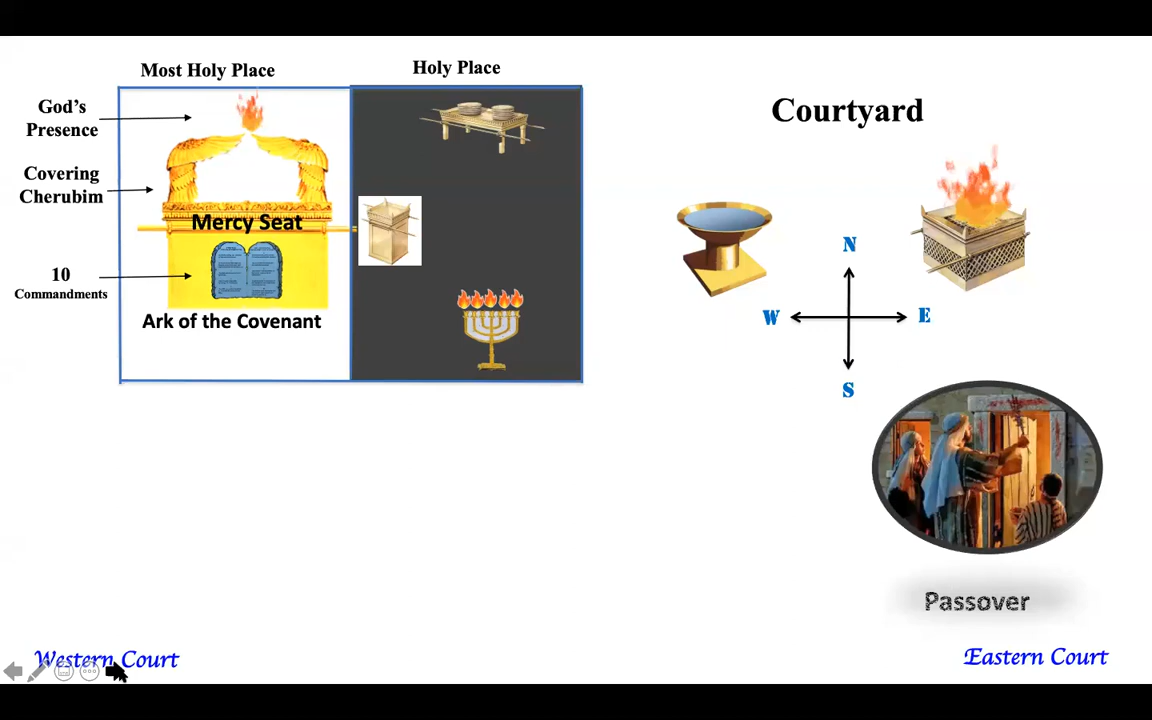 Most Holy Place
Holy Place
God's
Presence
Courtyard
Covering
Cherubim
Mercy Seat
10
Commandments
Ark of the Covenant
N
W
E
S
Passover
Western Court
Eastern Court